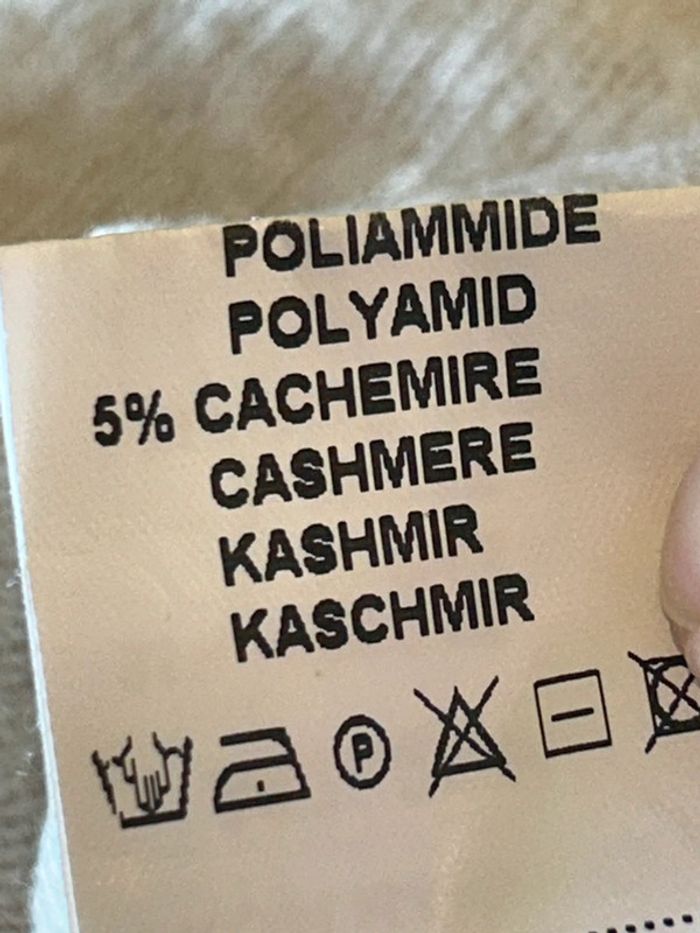 POLIAMMIDE
POLYAMID
5% CACHEMIRE
CASHMERE
KASHMIR
KASCHMIR
P